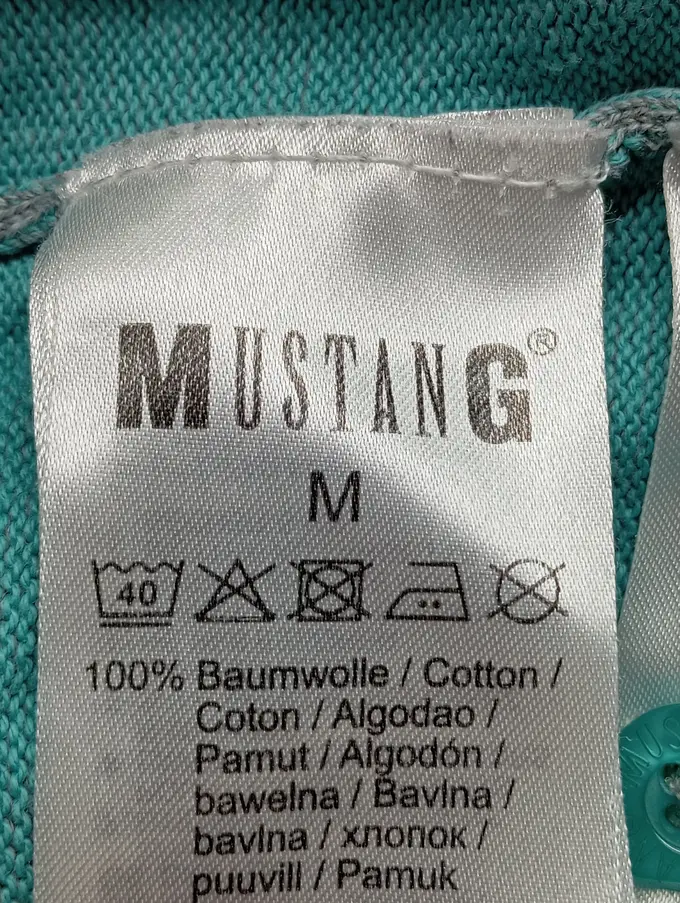 MUSTANG®
M
40
100% Baumwolle / Cotton /
Coton / Algodao /
Pamut / Algodón /
bawelna / Bavlna /
bavlna / хлопок /
puuvill / Pamuk